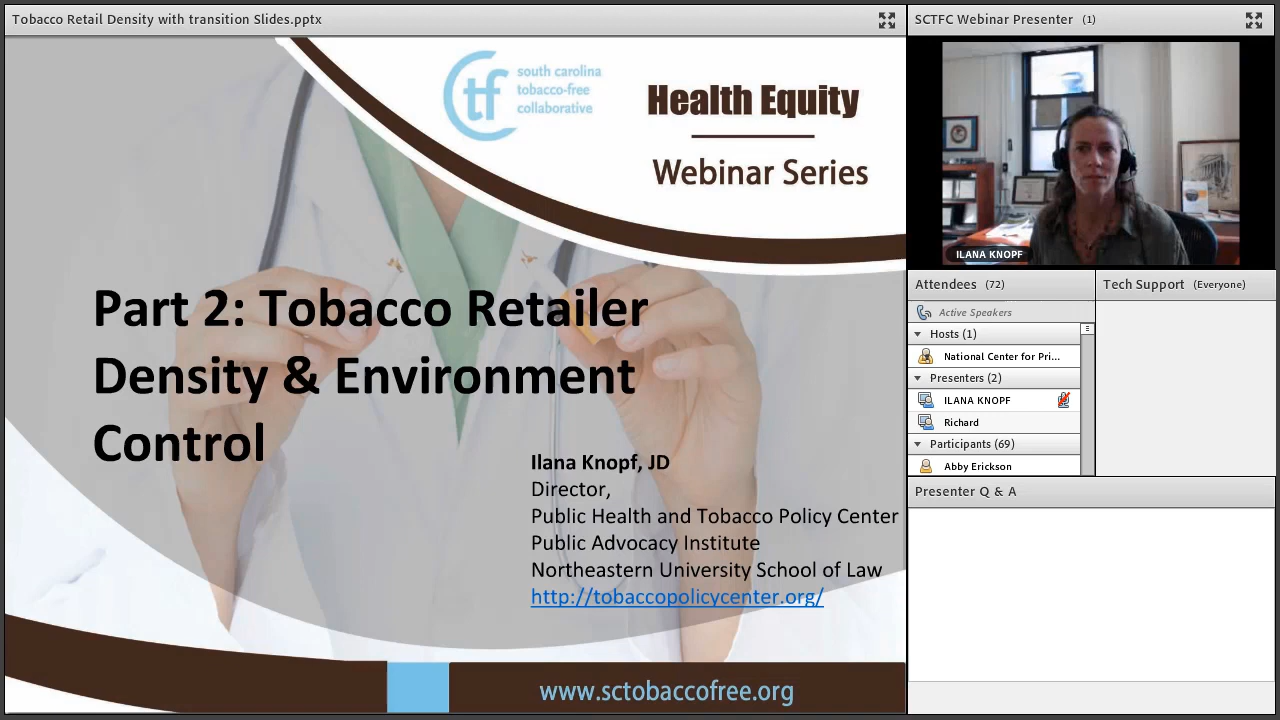 Tobacco Retail Density with transition Slides.pptx
south carolina
tobacco-free
collaborative
ctf
Health Equity
Webinar Series
Part 2: Tobacco Retailer
Density & Environment
Control
Ilana Knopf, JD
Director,
Public Health and Tobacco Policy Center
Public Advocacy Institute
Northeastern University School of Law
http://tobaccopolicycenter.org/
www.sctobaccofree.org
SCTFC Webinar Presenter (1)
ILANA KNOPF
Attendees (72)
Active Speakers
Hosts (1)
National Center for Pri...
Presenters (2)
ILANA KNOPF
Richard
Participants (69)
Abby Erickson
Tech Support (Everyone)
Presenter Q & A